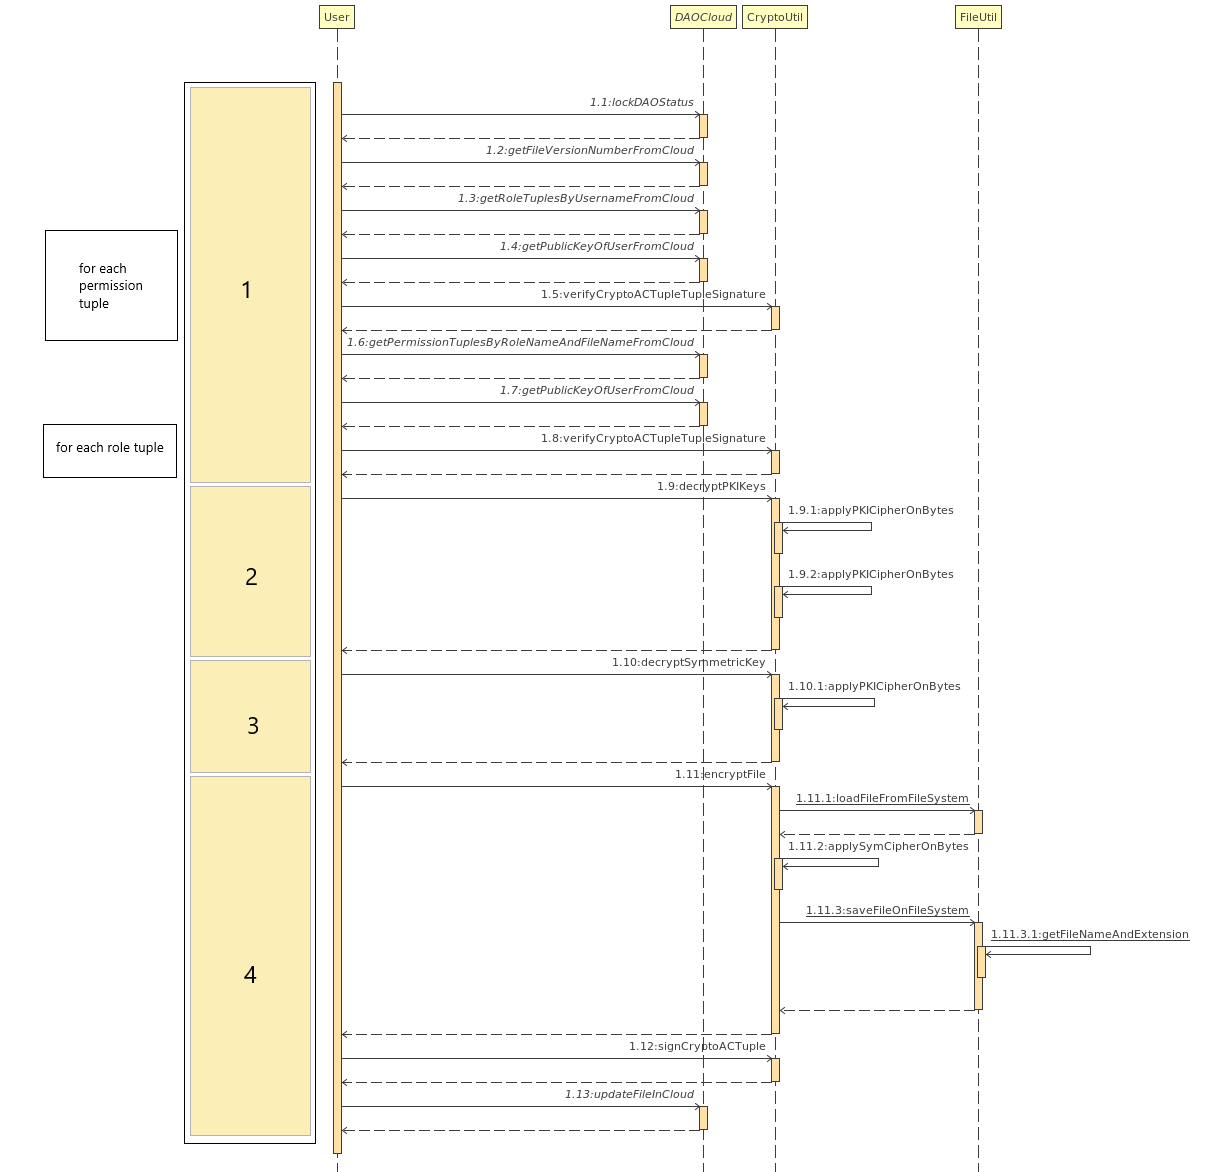 User
DAOCloud
CryptoUtil
FileUtil
1.1:lockDAOStatus
1.2:getFileVersionNumberFromCloud
1.3:getRoleTuplesByUsernameFromCloud
for each
permission
tuple
1.4:getPublicKeyOfUserFromCloud
1
1.5:verifyCryptoACTupleTupleSignature
1.6:getPermissionTuplesByRoleNameAndFileNameFromCloud
1.7:getPublicKeyOfUserFromCloud
1.8:verifyCryptoACTupleTupleSignature
for each role tuple
1.9:decryptPKIKeys
1.9.1:applyPKICipherOnBytes
2
1.9.2:applyPKICipherOnBytes
1.10:decryptSymmetricKey
1.10.1:applyPKICipherOnBytes
3
1.11:encryptFile
1.11.1:loadFileFromFileSystem
1.11.2:applySymCipherOnBytes
1.11.3:saveFileOnFileSystem
1.11.3.1:getFileNameAndExtension
4
1.12:signCryptoACTuple
1.13:updateFileInCloud